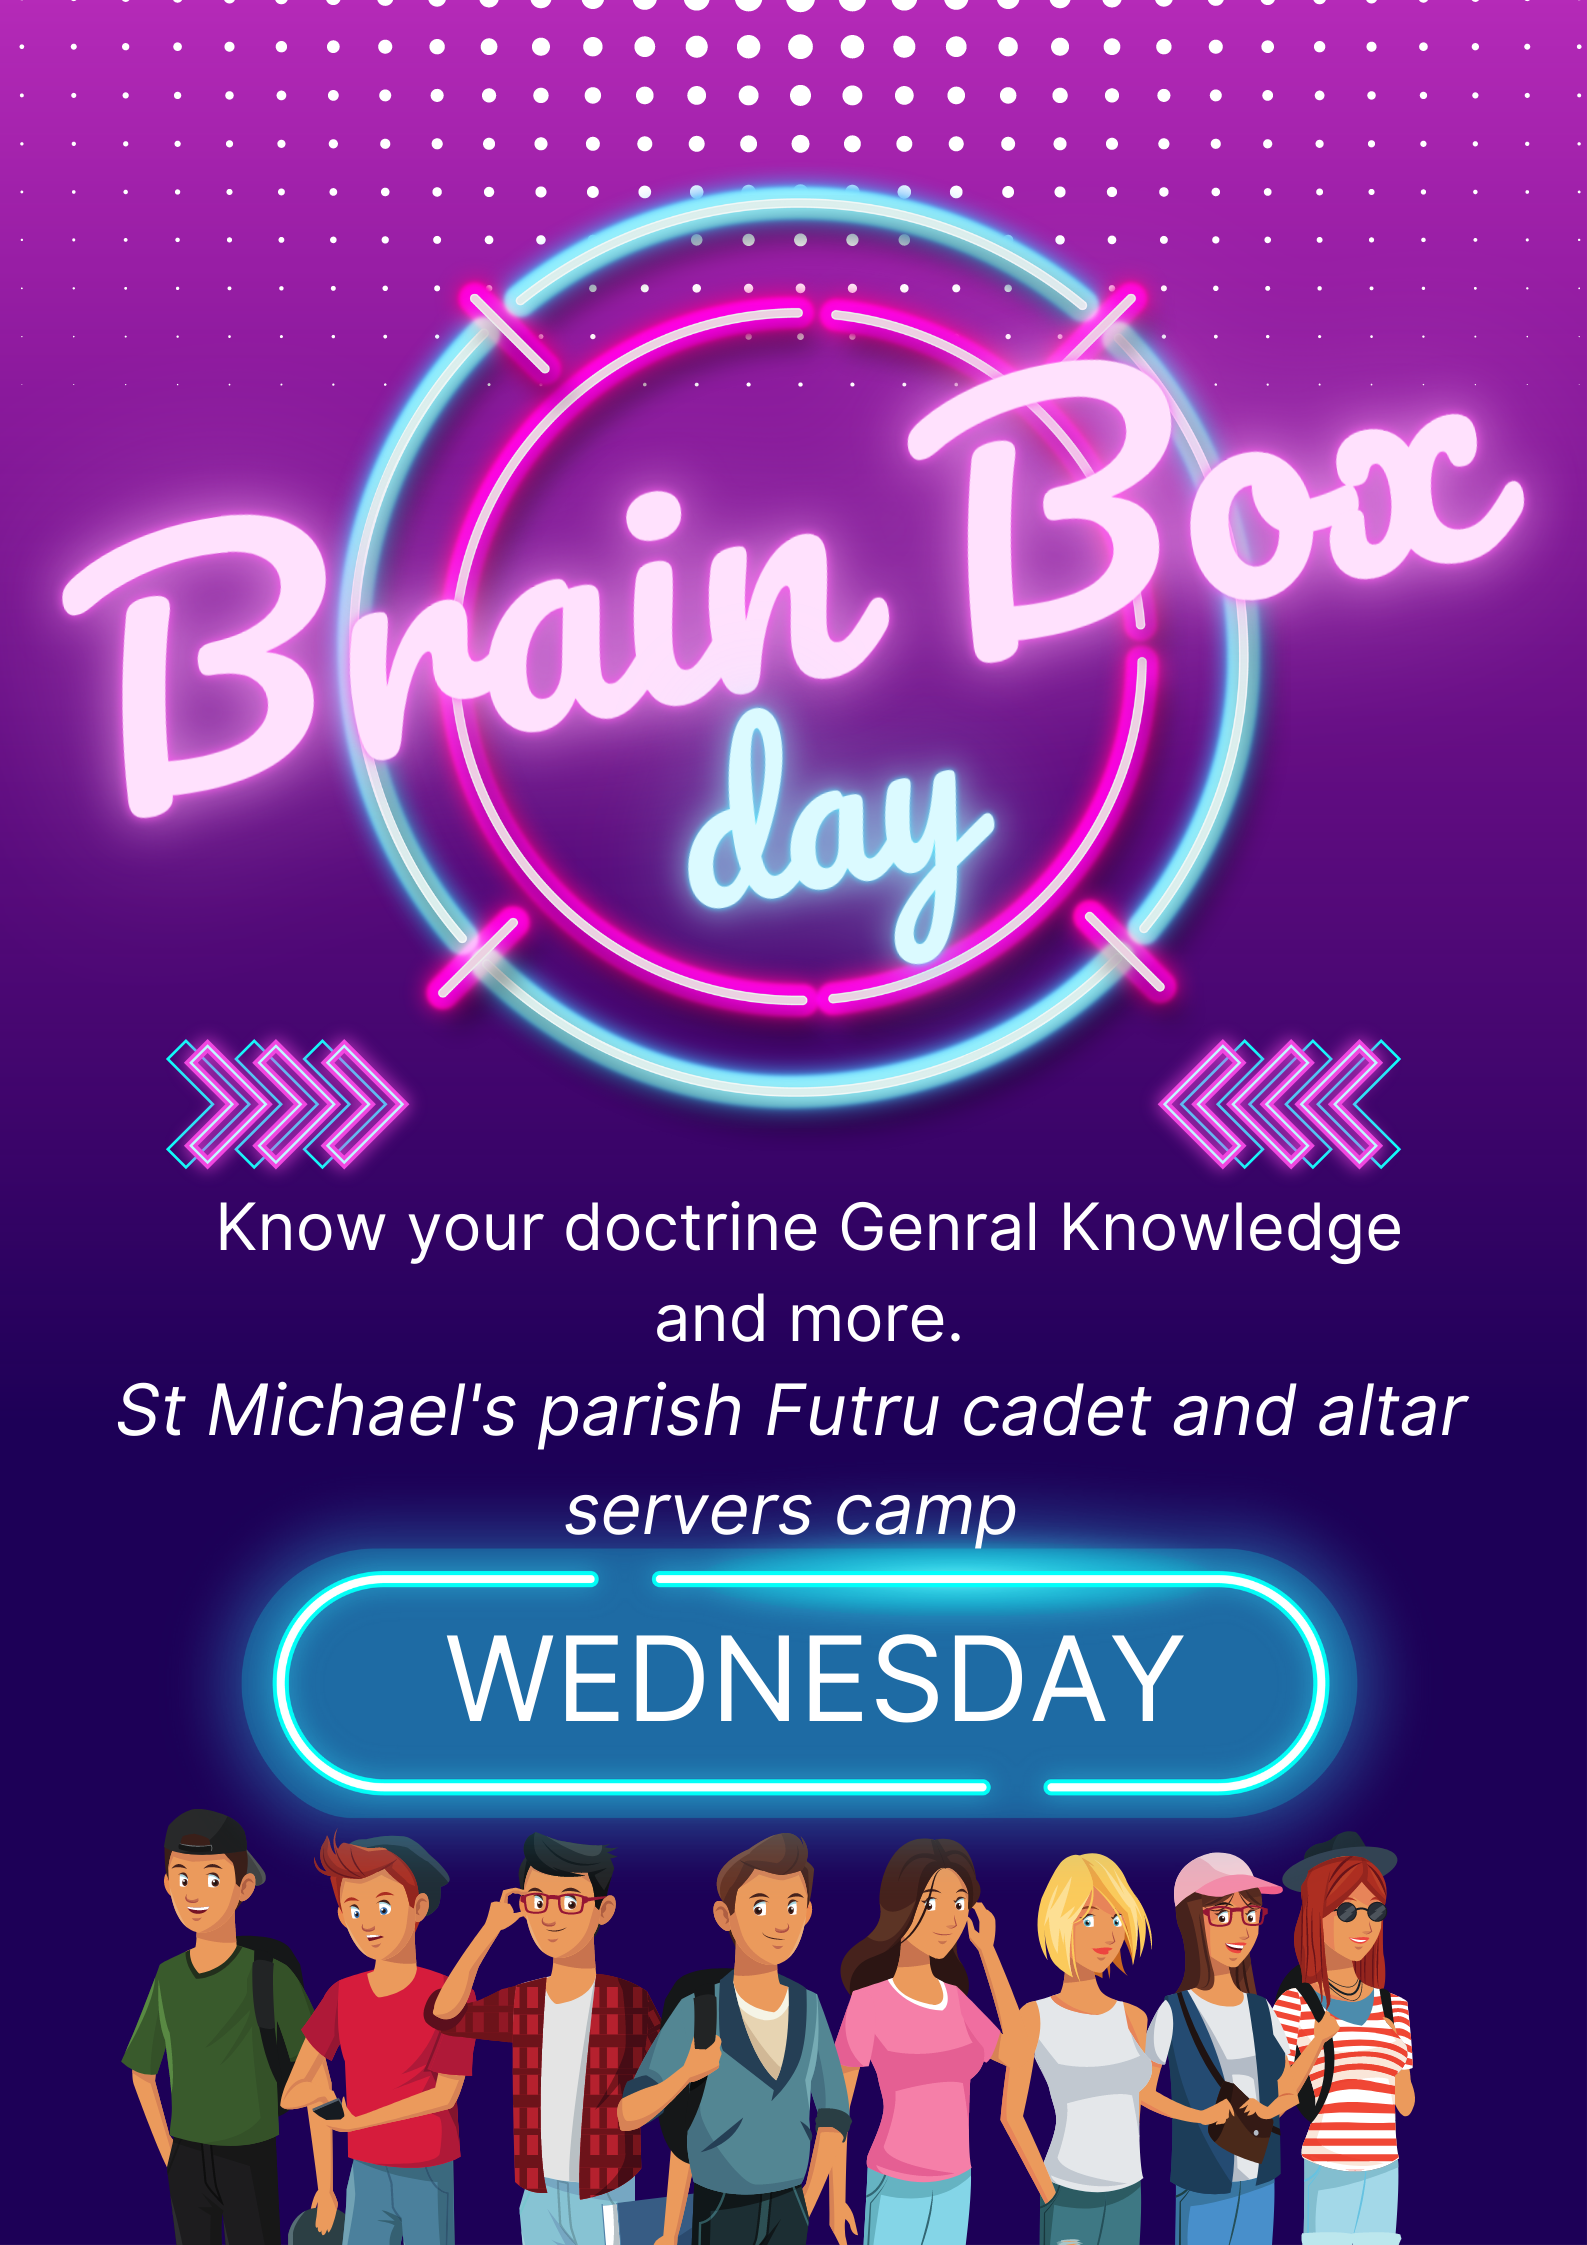 Brain Box
day
Know your doctrine Genral Knowledge
and more.
St Michael's parish Futru cadet and altar
servers camp
WEDNESDAY